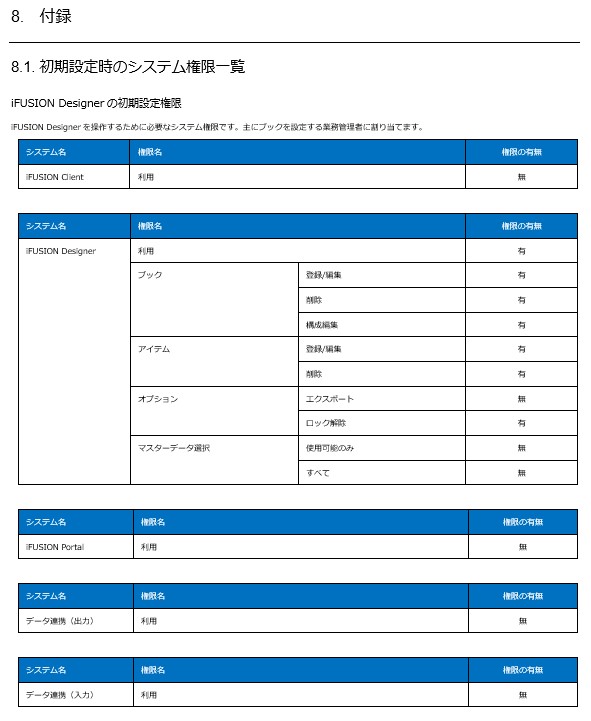 8. 付録
8.1. 初期設定時のシステム権限一覧
iFUSION Designer の初期設定権限
iFUSION Designer を操作するために必要なシステム権限です。主にブックを設定する業務管理者に割り当てます。
システム名 権限名 権限の有無
iFUSION Client 利用 無
システム名 権限名 権限の有無
iFUSION Designer 利用 有
ブック 登録/編集 有
削除 有
構成編集 有
アイテム 登録/編集 有
削除 有
オプション エクスポート 無
ロック解除 有
マスターデータ選択 使用可能のみ 無
すべて 無
システム名 権限名 権限の有無
iFUSION Portal 利用 無
システム名 権限名 権限の有無
データ連携（出力） 利用 無
システム名 権限名 権限の有無
データ連携（入力） 利用 無